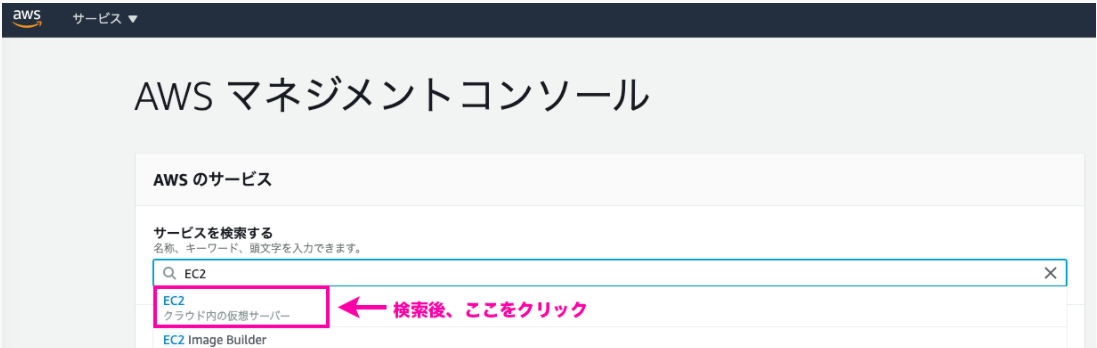 aws サービス ▼
AWS マネジメントコンソール
AWS のサービス
サービスを検索する
名称、キーワード、頭文字を入力できます。
EC2
EC2
クラウド内の仮想サーバー
検索後、ここをクリック
EC2 Image Builder